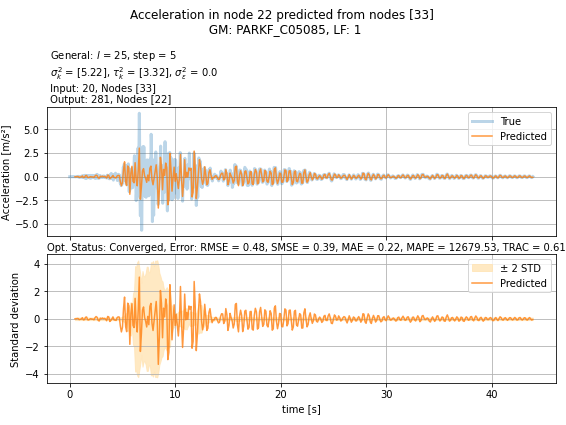 Acceleration in node 22 predicted from nodes [33]
GM: PARKF_C05085, LF: 1
General: l = 25, step = 5
σ²ₖ = [5.22], τ²ₖ = [3.32], σ²ε = 0.0
Input: 20, Nodes [33]
Output: 281, Nodes [22]
Acceleration [m/s²]
5.0
2.5
0.0
−2.5
−5.0
True
Predicted
Opt. Status: Converged, Error: RMSE = 0.48, SMSE = 0.39, MAE = 0.22, MAPE = 12679.53, TRAC = 0.61
Standard deviation
4
2
0
−2
−4
± 2 STD
Predicted
0 10 20 30 40
time [s]